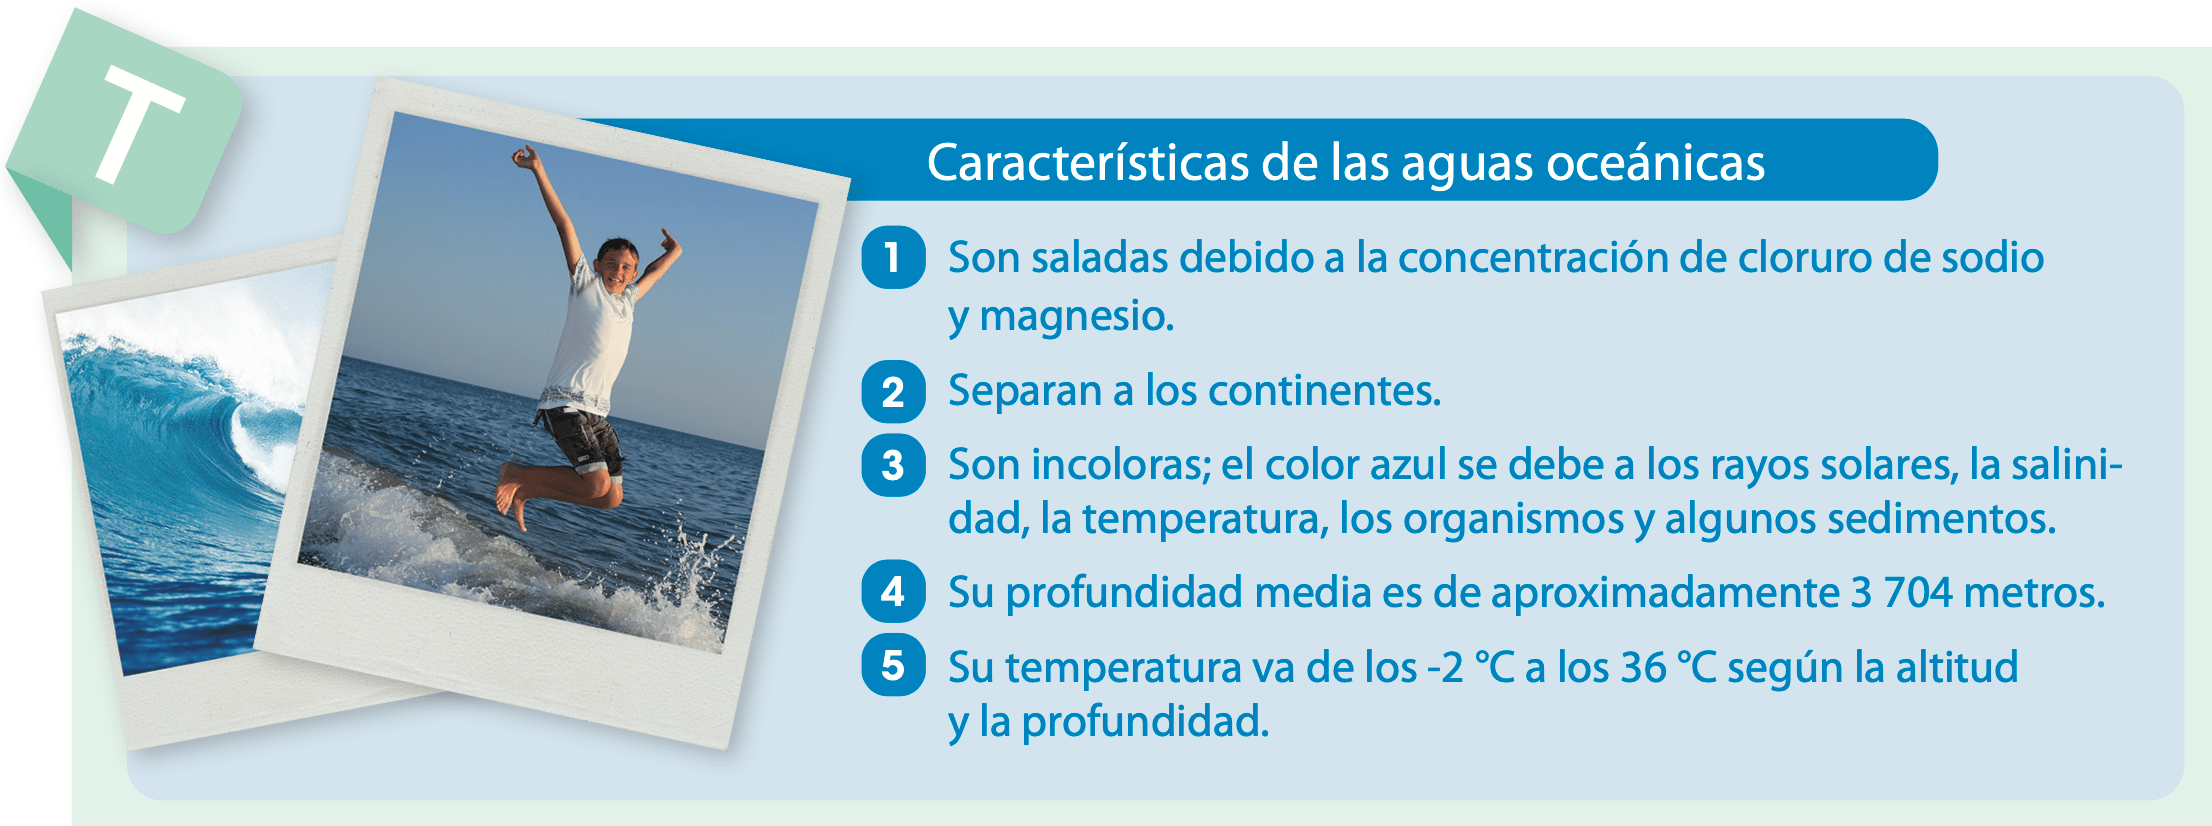 T
Características de las aguas oceánicas
1 Son saladas debido a la concentración de cloruro de sodio
y magnesio.
2 Separan a los continentes.
3 Son incoloras; el color azul se debe a los rayos solares, la salini-
dad, la temperatura, los organismos y algunos sedimentos.
4 Su profundidad media es de aproximadamente 3 704 metros.
5 Su temperatura va de los -2 °C a los 36 °C según la altitud
y la profundidad.